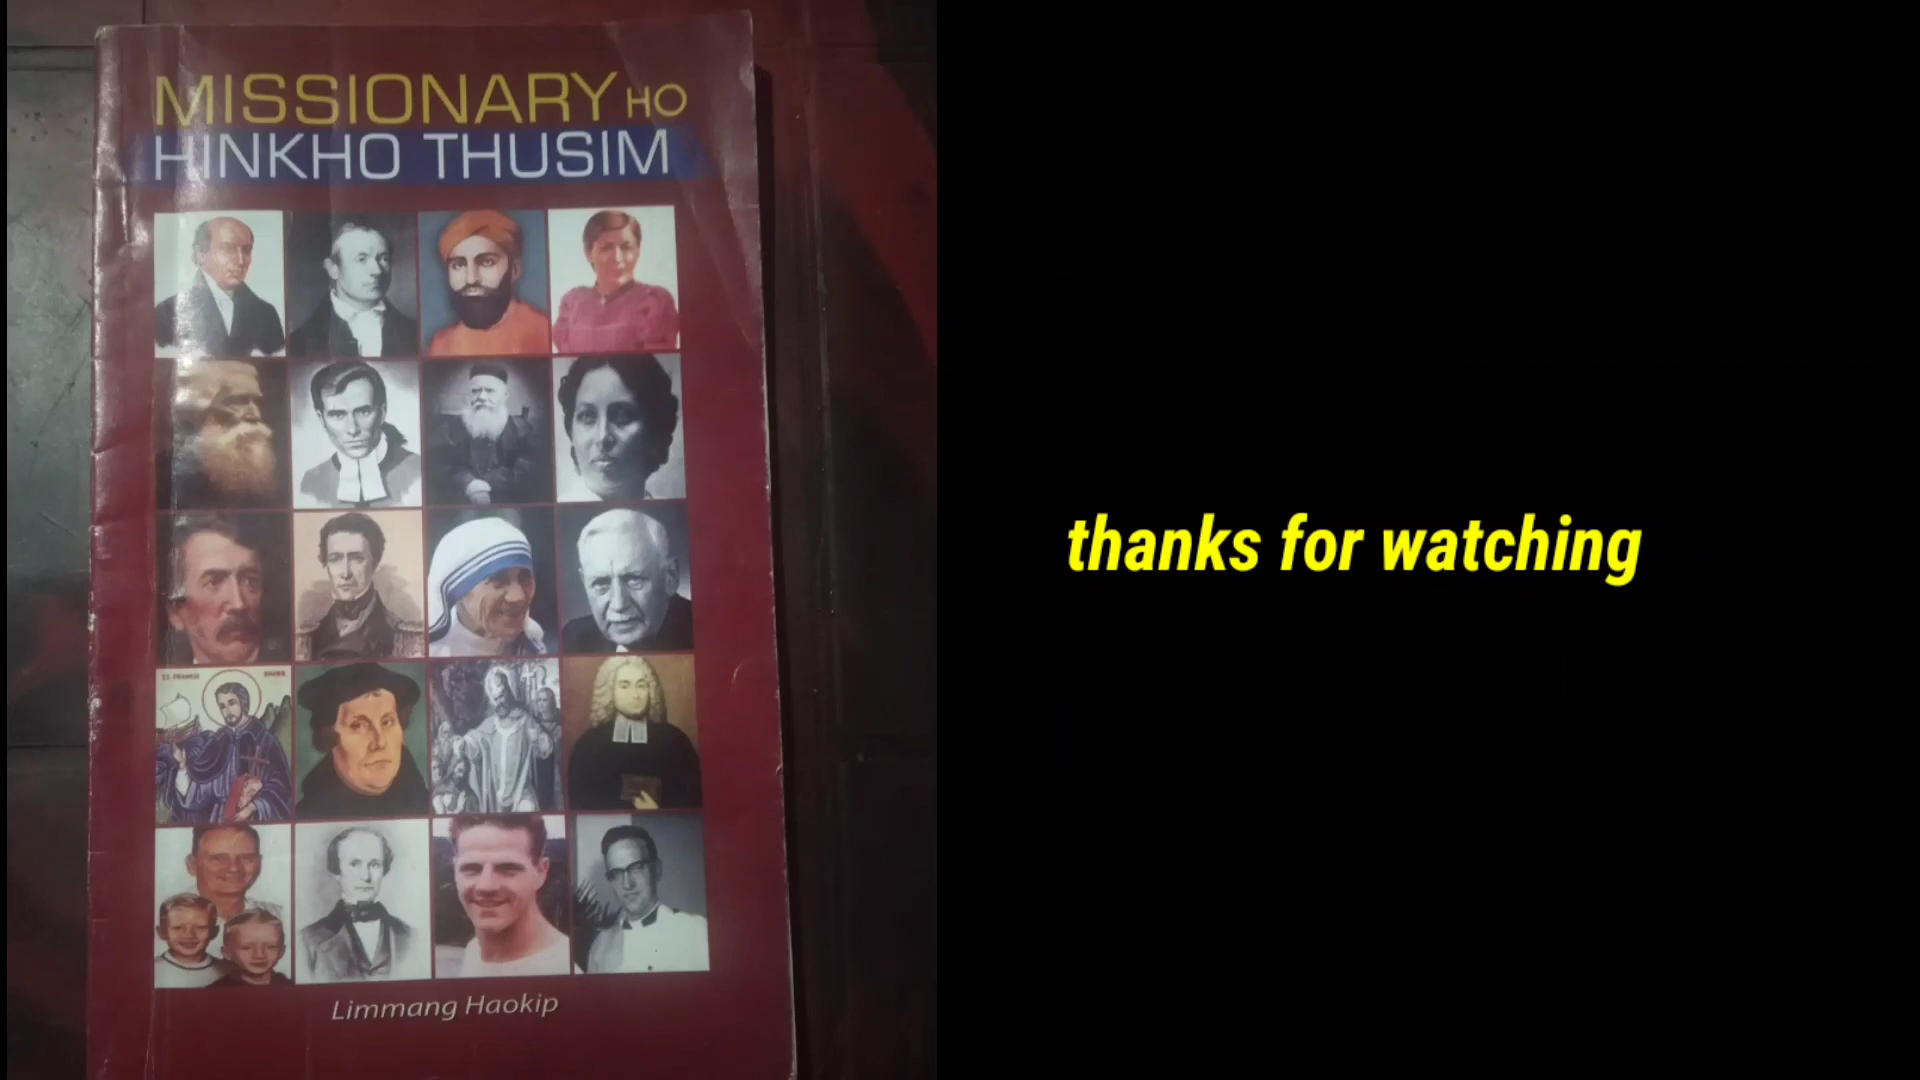 MISSIONARY HO
HINKHO THUSIM
ST. FRANCIS XAVIER
Limmang Haokip
thanks for watching